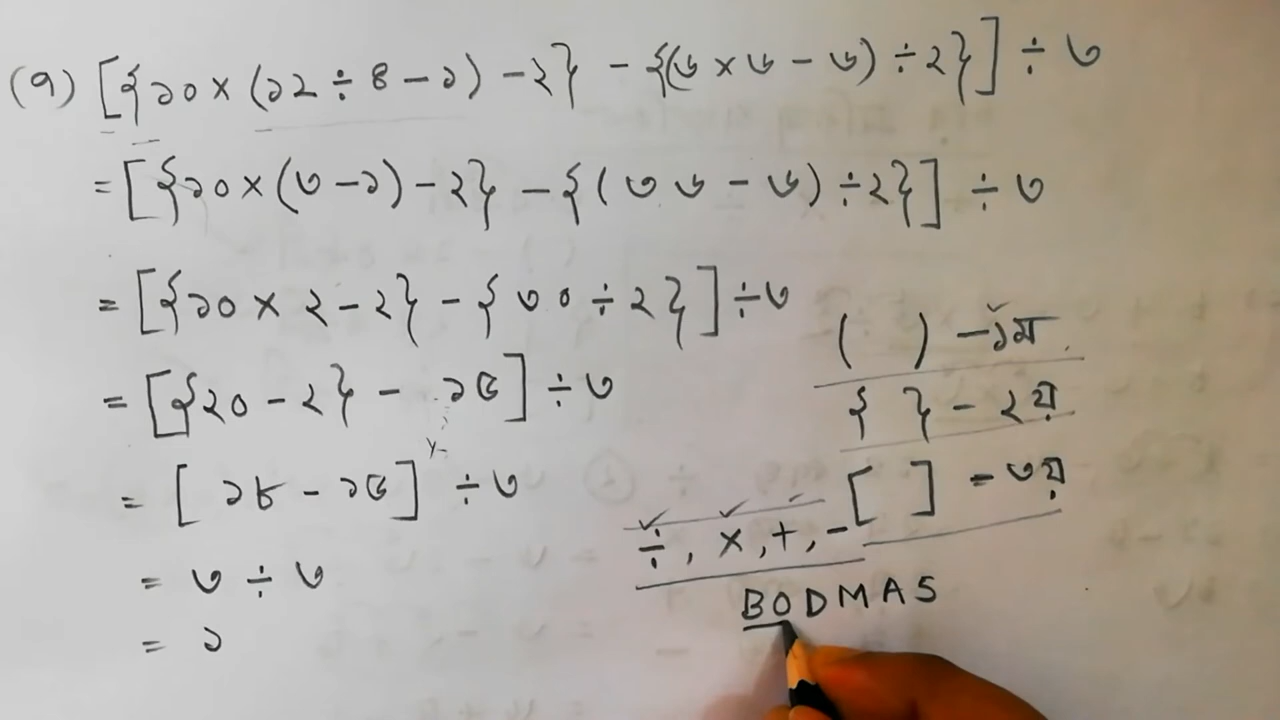 (৭) [{১০ × (১২ ÷ ৪ − ১) − ২} − {(৬ × ৬ − ৬) ÷ ২}] ÷ ৩
= [{১০ × (৩ − ১) − ২} − {(৩৬ − ৬) ÷ ২}] ÷ ৩
= [{১০ × ২ − ২} − {৩০ ÷ ২}] ÷ ৩
= [{২০ − ২} − ১৫] ÷ ৩
= [১৮ − ১৫] ÷ ৩
= ৩ ÷ ৩
= ১
( ) − ১ম
{ } − ২য়
[ ] − ৩য়
÷, ×, +, −
BODMAS